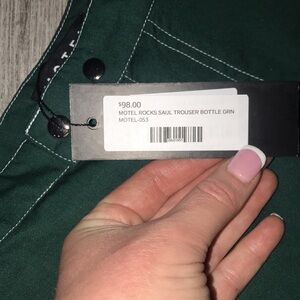 $98.00
MOTEL ROCKS SAUL TROUSER BOTTLE GRN
MOTEL-053